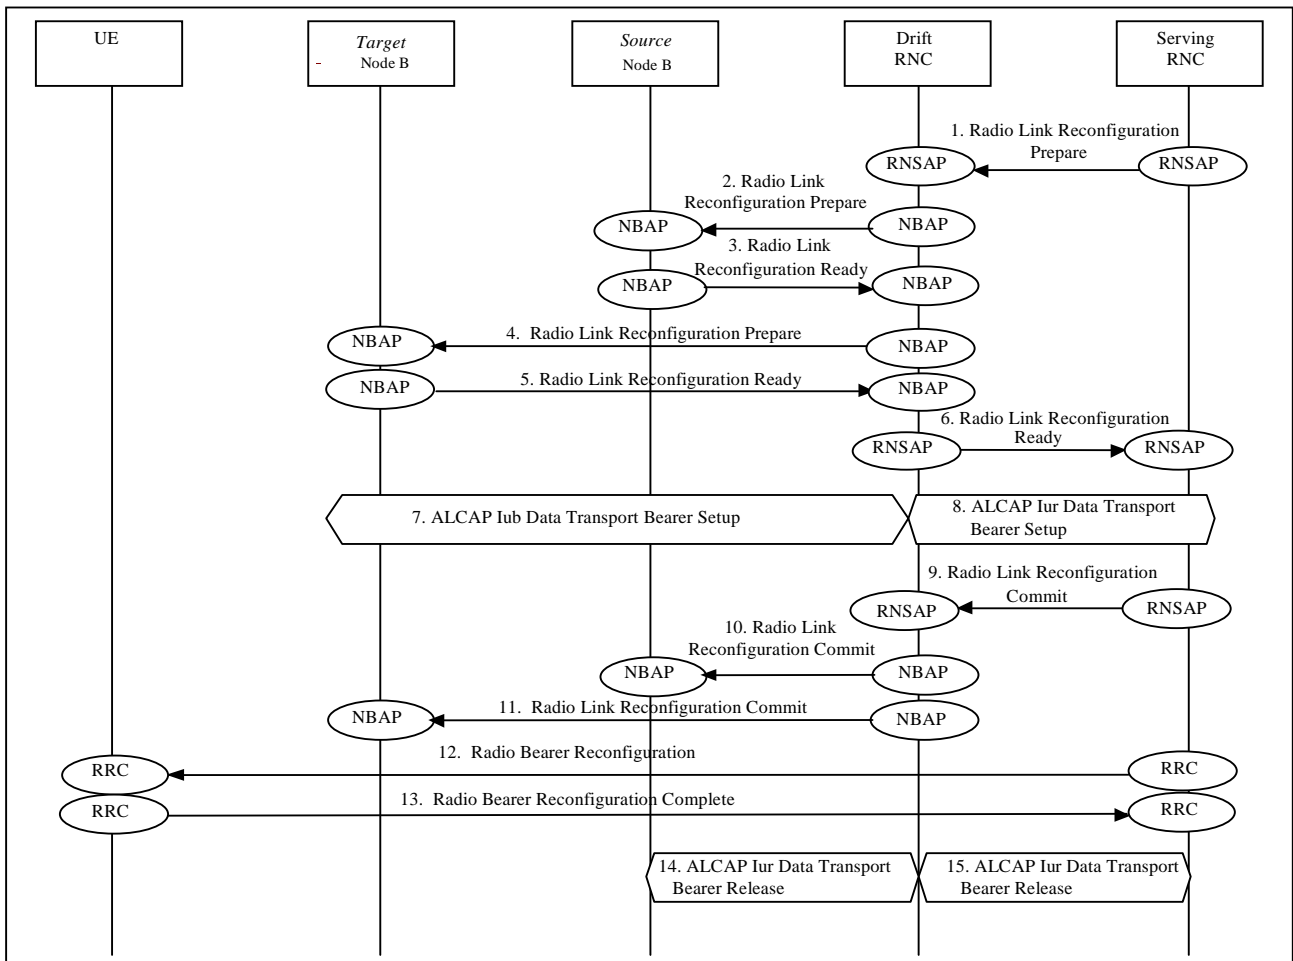 UE
Target
- Node B
Source
Node B
Drift
RNC
Serving
RNC
1. Radio Link Reconfiguration
Prepare
RNSAP
RNSAP
2. Radio Link
Reconfiguration Prepare
NBAP
NBAP
3. Radio Link
Reconfiguration Ready
NBAP
NBAP
4. Radio Link Reconfiguration Prepare
NBAP
NBAP
5. Radio Link Reconfiguration Ready
NBAP
NBAP
6. Radio Link Reconfiguration
Ready
RNSAP
RNSAP
7. ALCAP Iub Data Transport Bearer Setup
8. ALCAP Iur Data Transport
Bearer Setup
9. Radio Link Reconfiguration
Commit
RNSAP
RNSAP
10. Radio Link
Reconfiguration Commit
NBAP
NBAP
11. Radio Link Reconfiguration Commit
NBAP
NBAP
12. Radio Bearer Reconfiguration
RRC
RRC
13. Radio Bearer Reconfiguration Complete
RRC
RRC
14. ALCAP Iur Data Transport
Bearer Release
15. ALCAP Iur Data Transport
Bearer Release